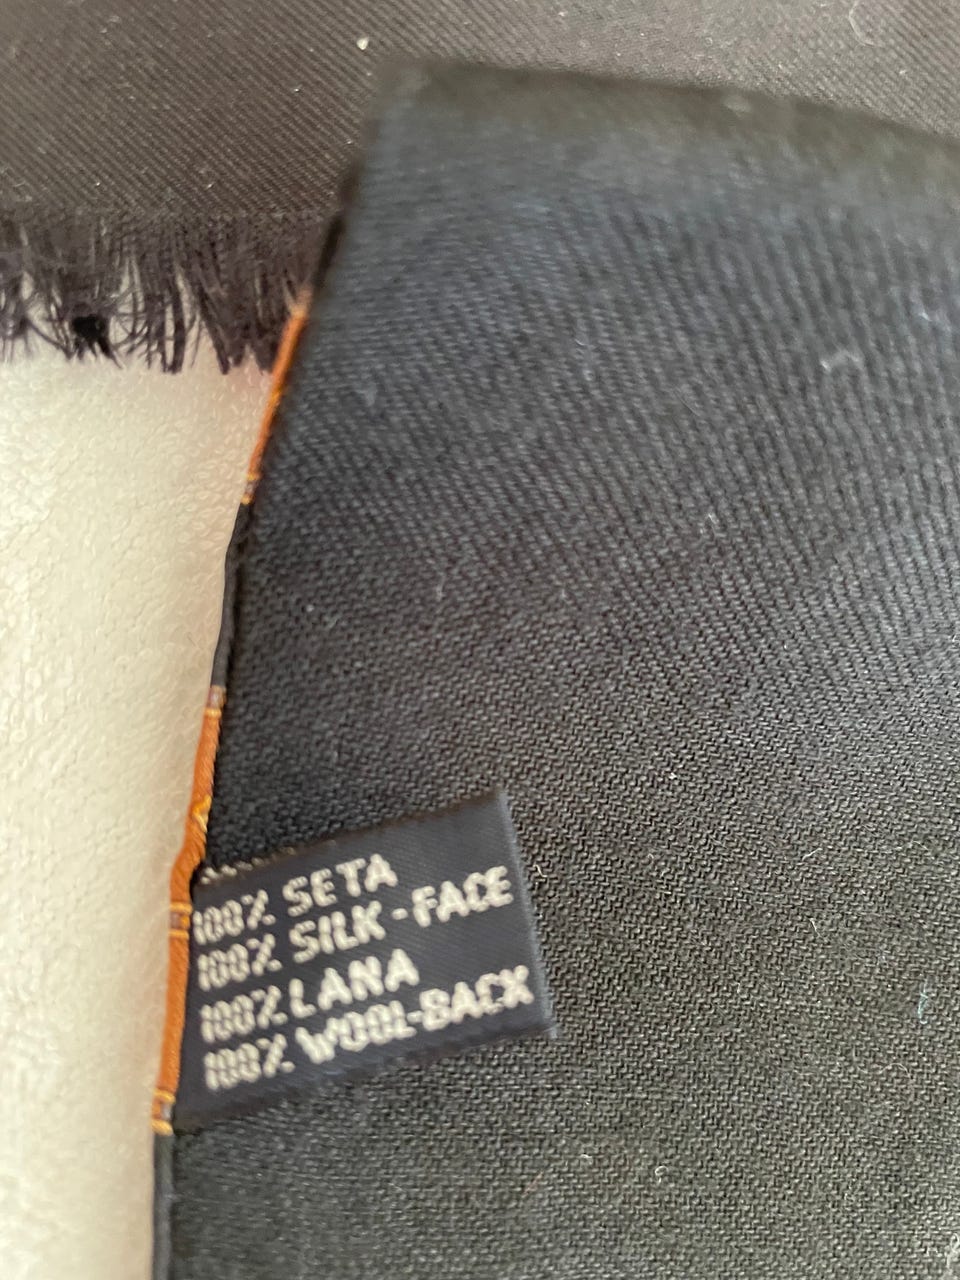 100% SETA
100% SILK - FACE
100% LANA
100% WOOL-BACK